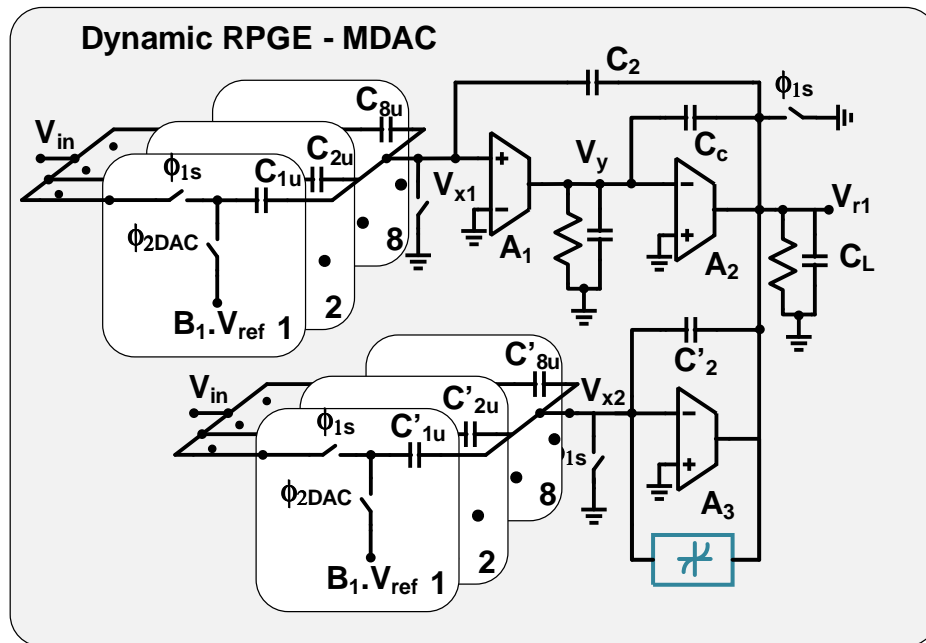 Dynamic RPGE - MDAC
C2
C8u
ϕ1s
Vin
Cc
C2u
Vy
ϕ1s
C1u
Vx1
Vr1
ϕ2DAC
8
A1
A2
CL
2
B1.Vref 1
C'2
C'8u
Vin
Vx2
C'2u
ϕ1s
C'1u
ϕ1s
8
ϕ2DAC
A3
2
B1.Vref 1